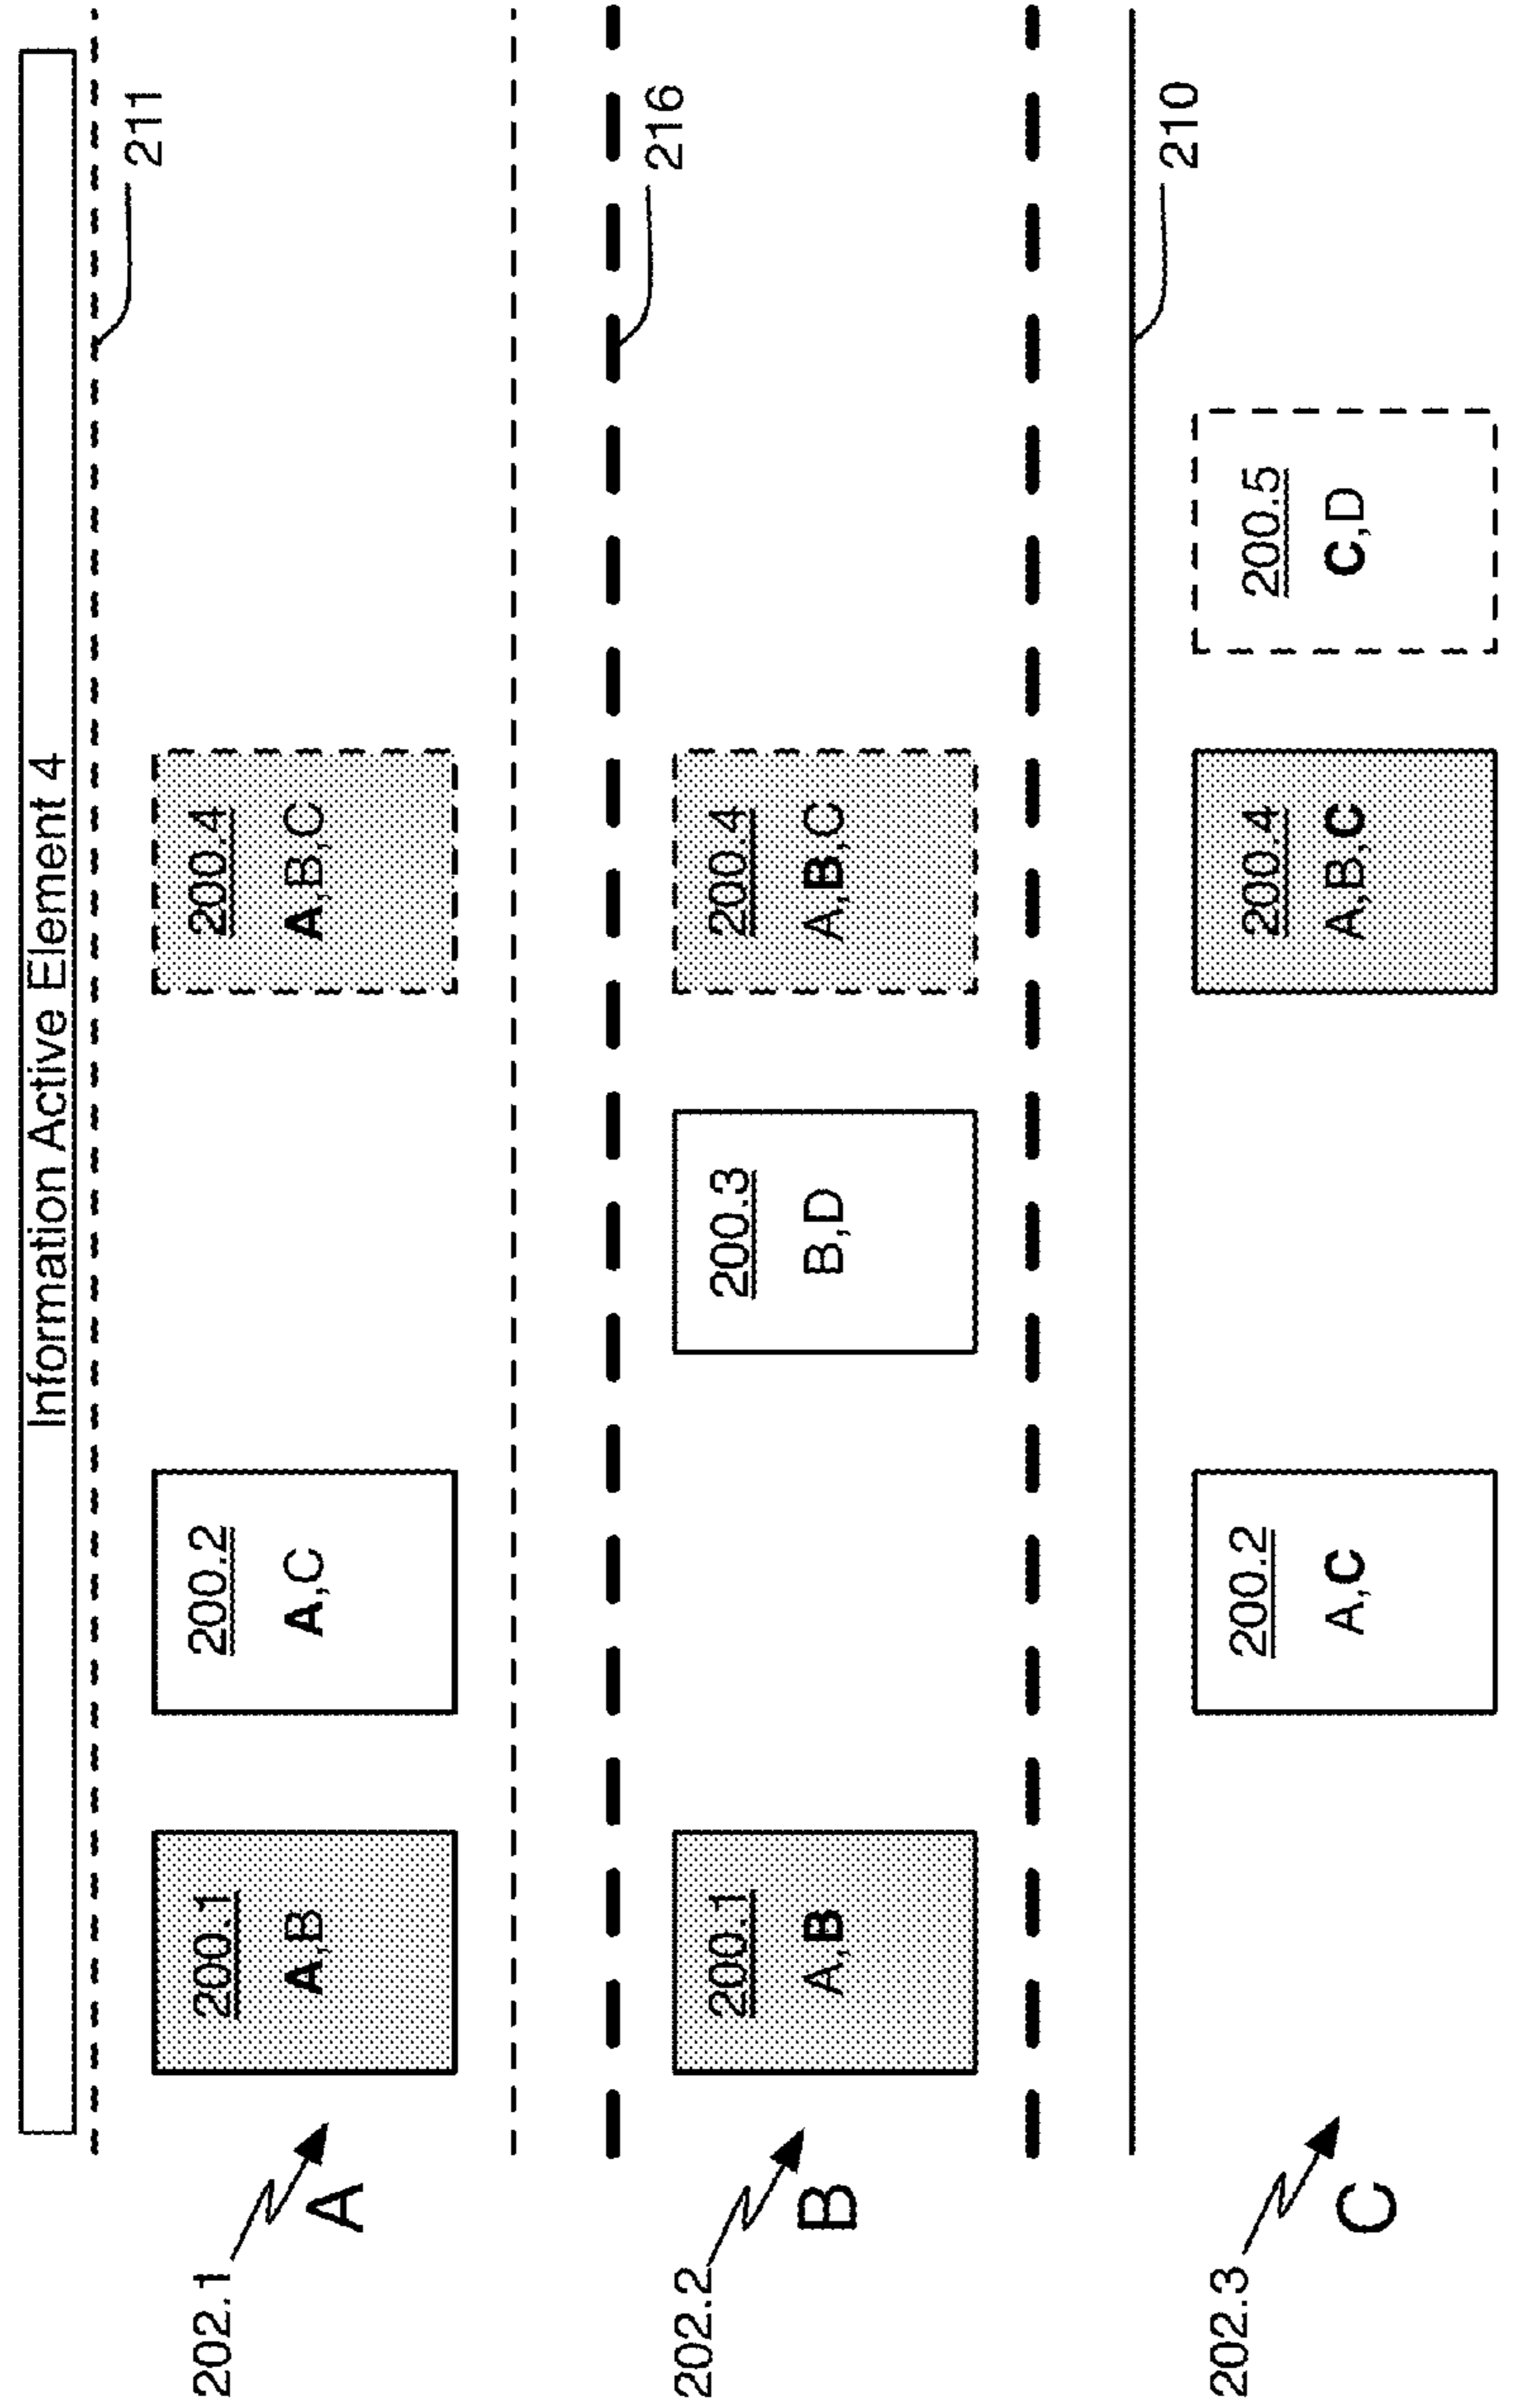 Information Active Element 4
211
202.1
A
200.1
A,B
200.2
A,C
200.4
A,B,C
216
202.2
B
200.1
A,B
200.3
B,D
200.4
A,B,C
210
202.3
C
200.2
A,C
200.4
A,B,C
200.5
C,D